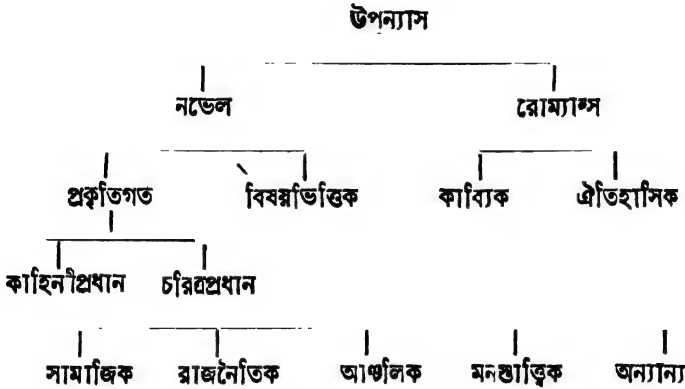 উপন্যাস
নভেল রোম্যান্স
প্রকৃতিগত বিষয়ভিত্তিক কাব্যিক ঐতিহাসিক
কাহিনীপ্রধান চরিত্রপ্রধান
সামাজিক রাজনৈতিক আঞ্চলিক মনস্তাত্ত্বিক অন্যান্য